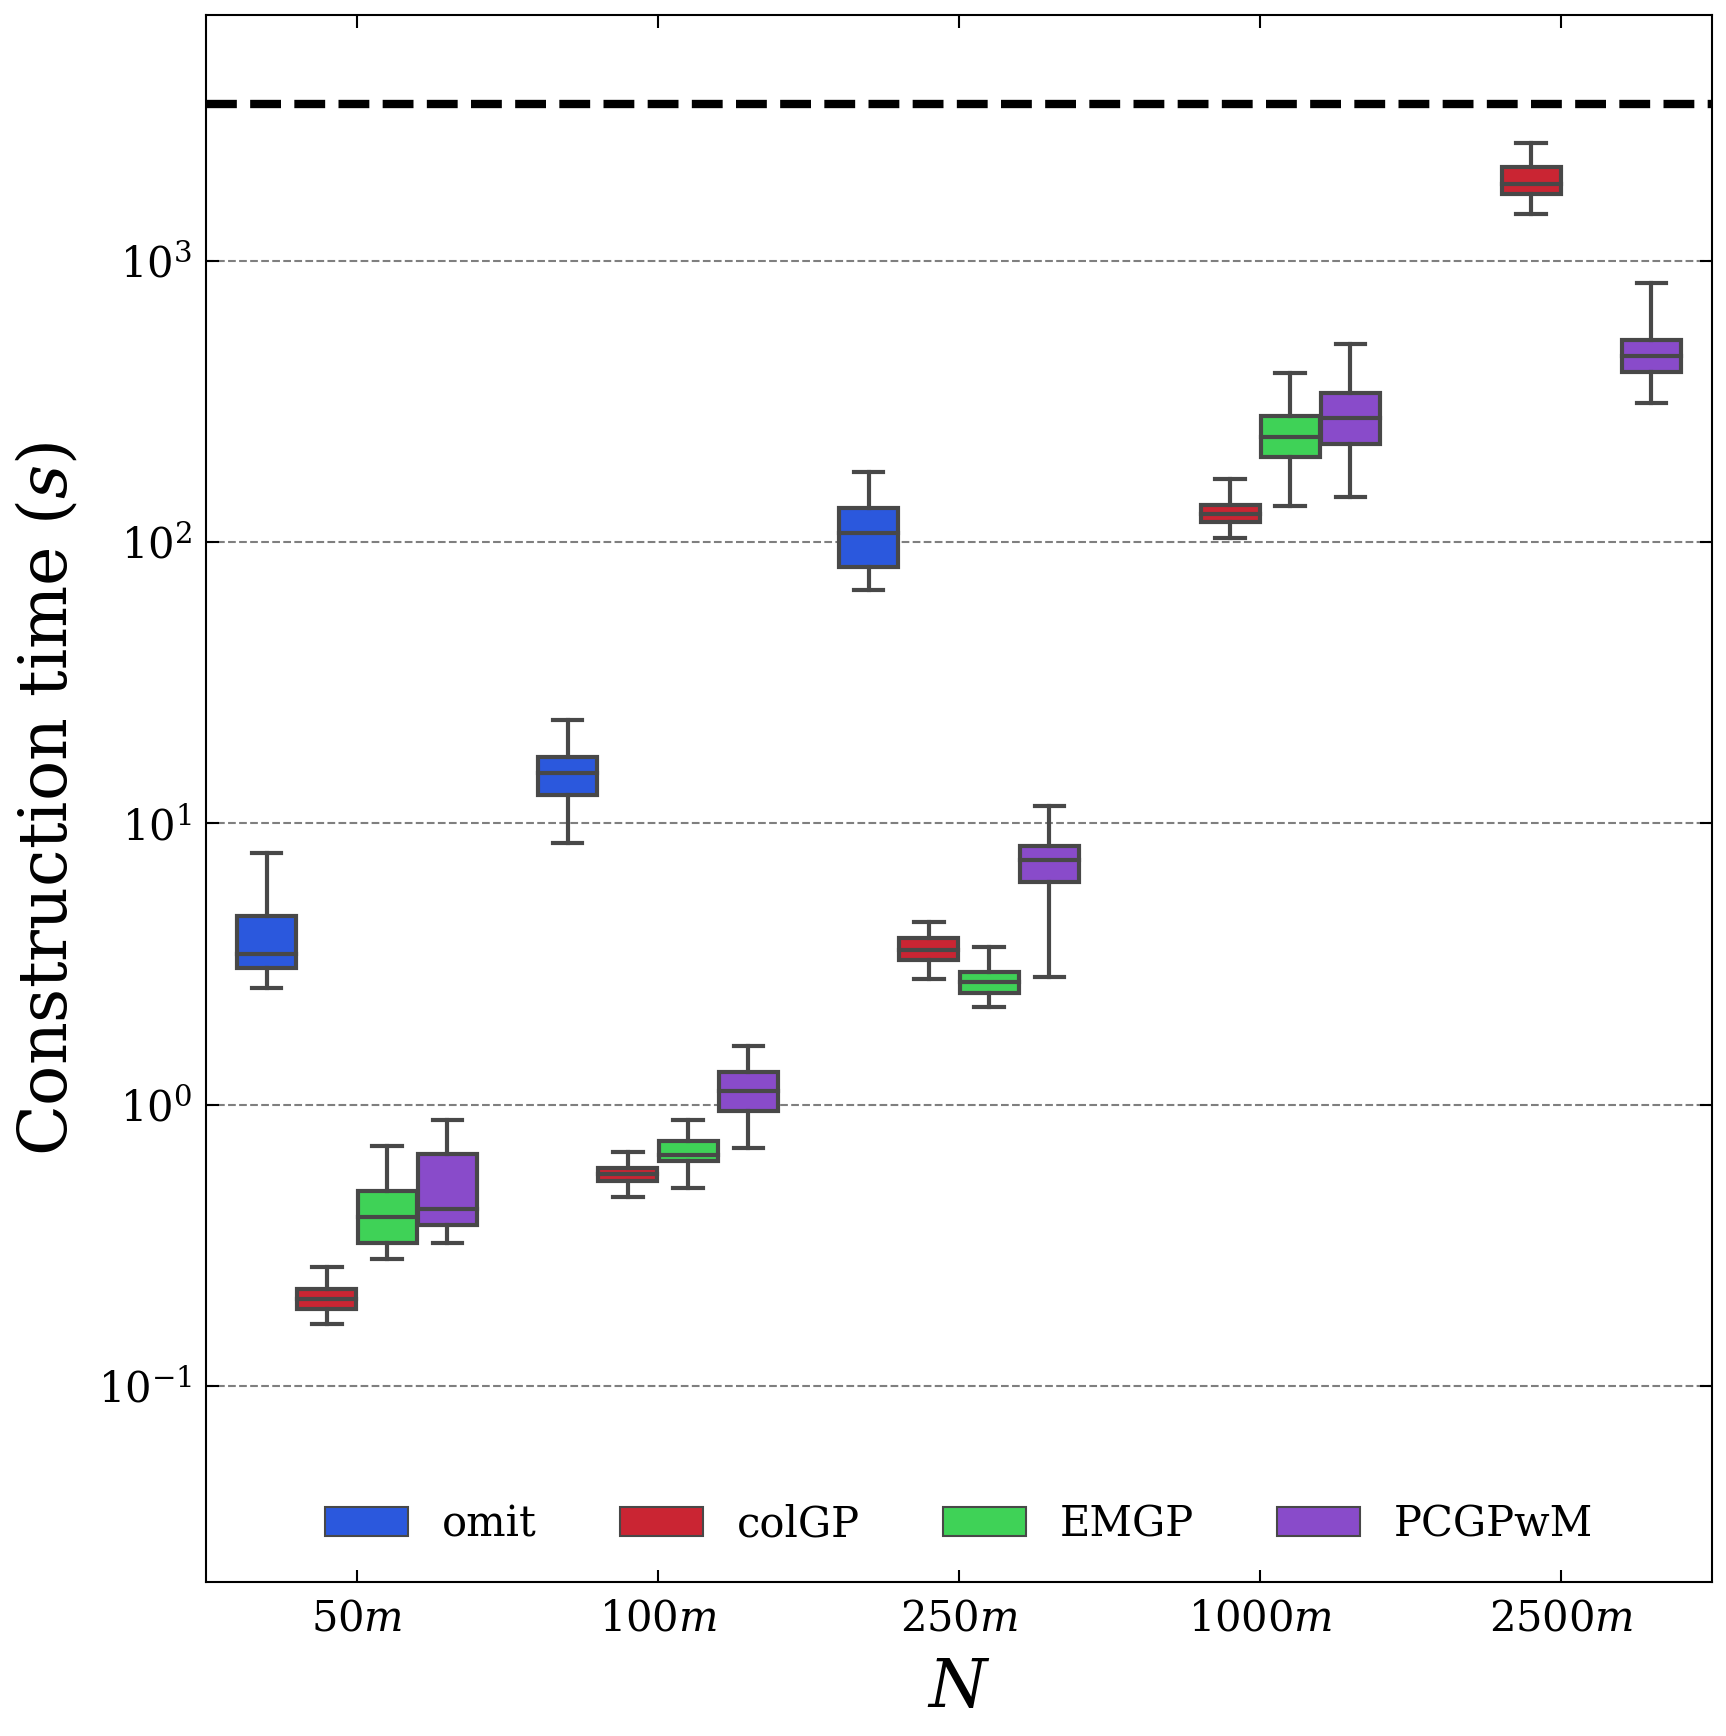 Construction time (s)
10³
10²
10¹
10⁰
10⁻¹
omit colGP EMGP PCGPwM
50m 100m 250m 1000m 2500m
N